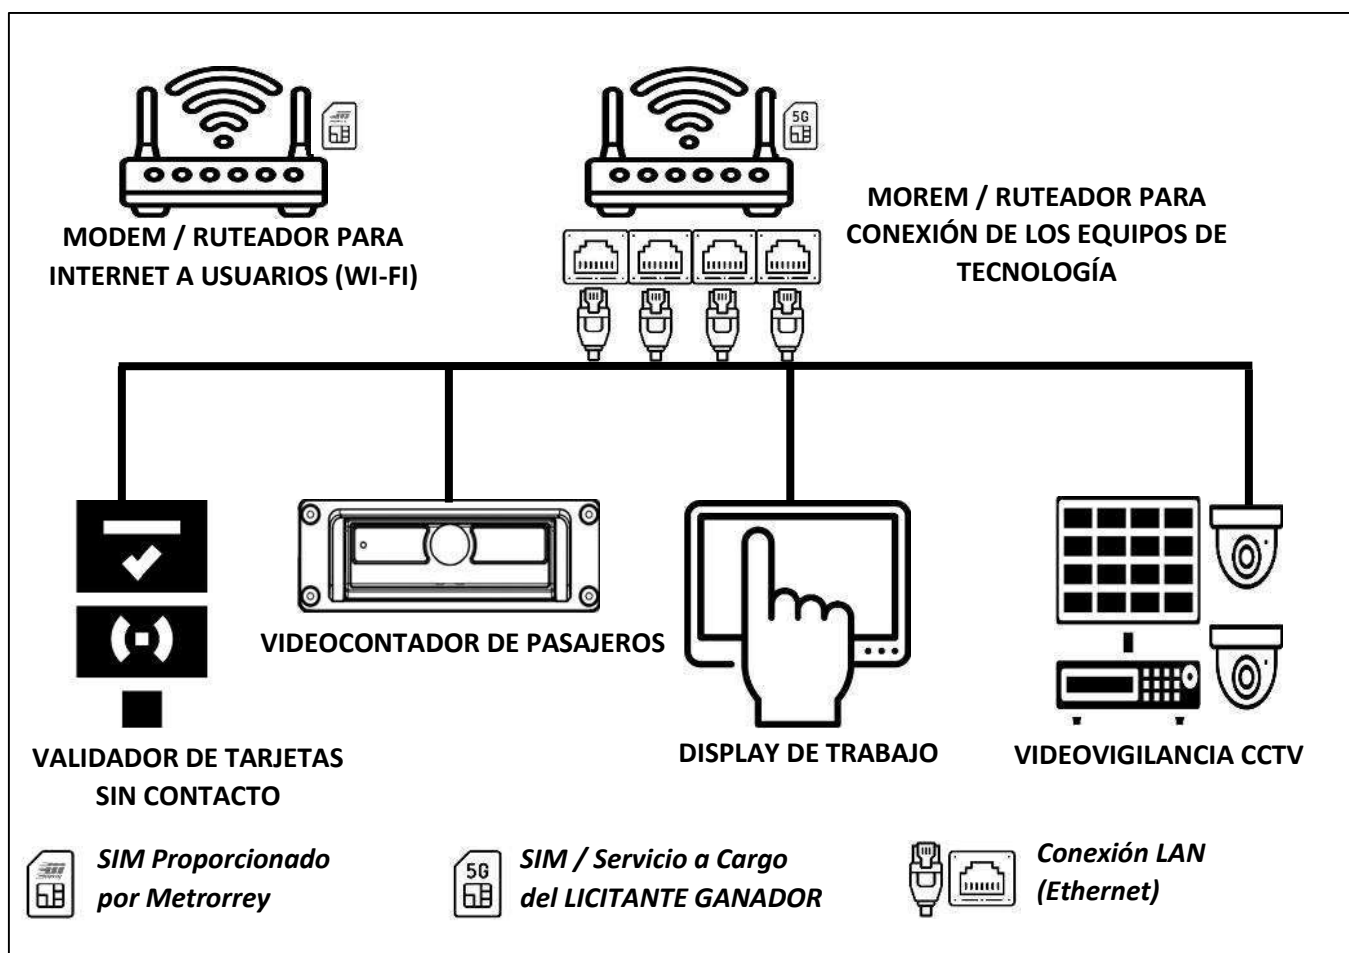 5G
MODEM / RUTEADOR PARA
INTERNET A USUARIOS (WI-FI)
MOREM / RUTEADOR PARA
CONEXIÓN DE LOS EQUIPOS DE
TECNOLOGÍA
VIDEOCONTADOR DE PASAJEROS
VALIDADOR DE TARJETAS
SIN CONTACTO
DISPLAY DE TRABAJO
VIDEOVIGILANCIA CCTV
SIM Proporcionado
por Metrorrey
5G
SIM / Servicio a Cargo
del LICITANTE GANADOR
Conexión LAN
(Ethernet)